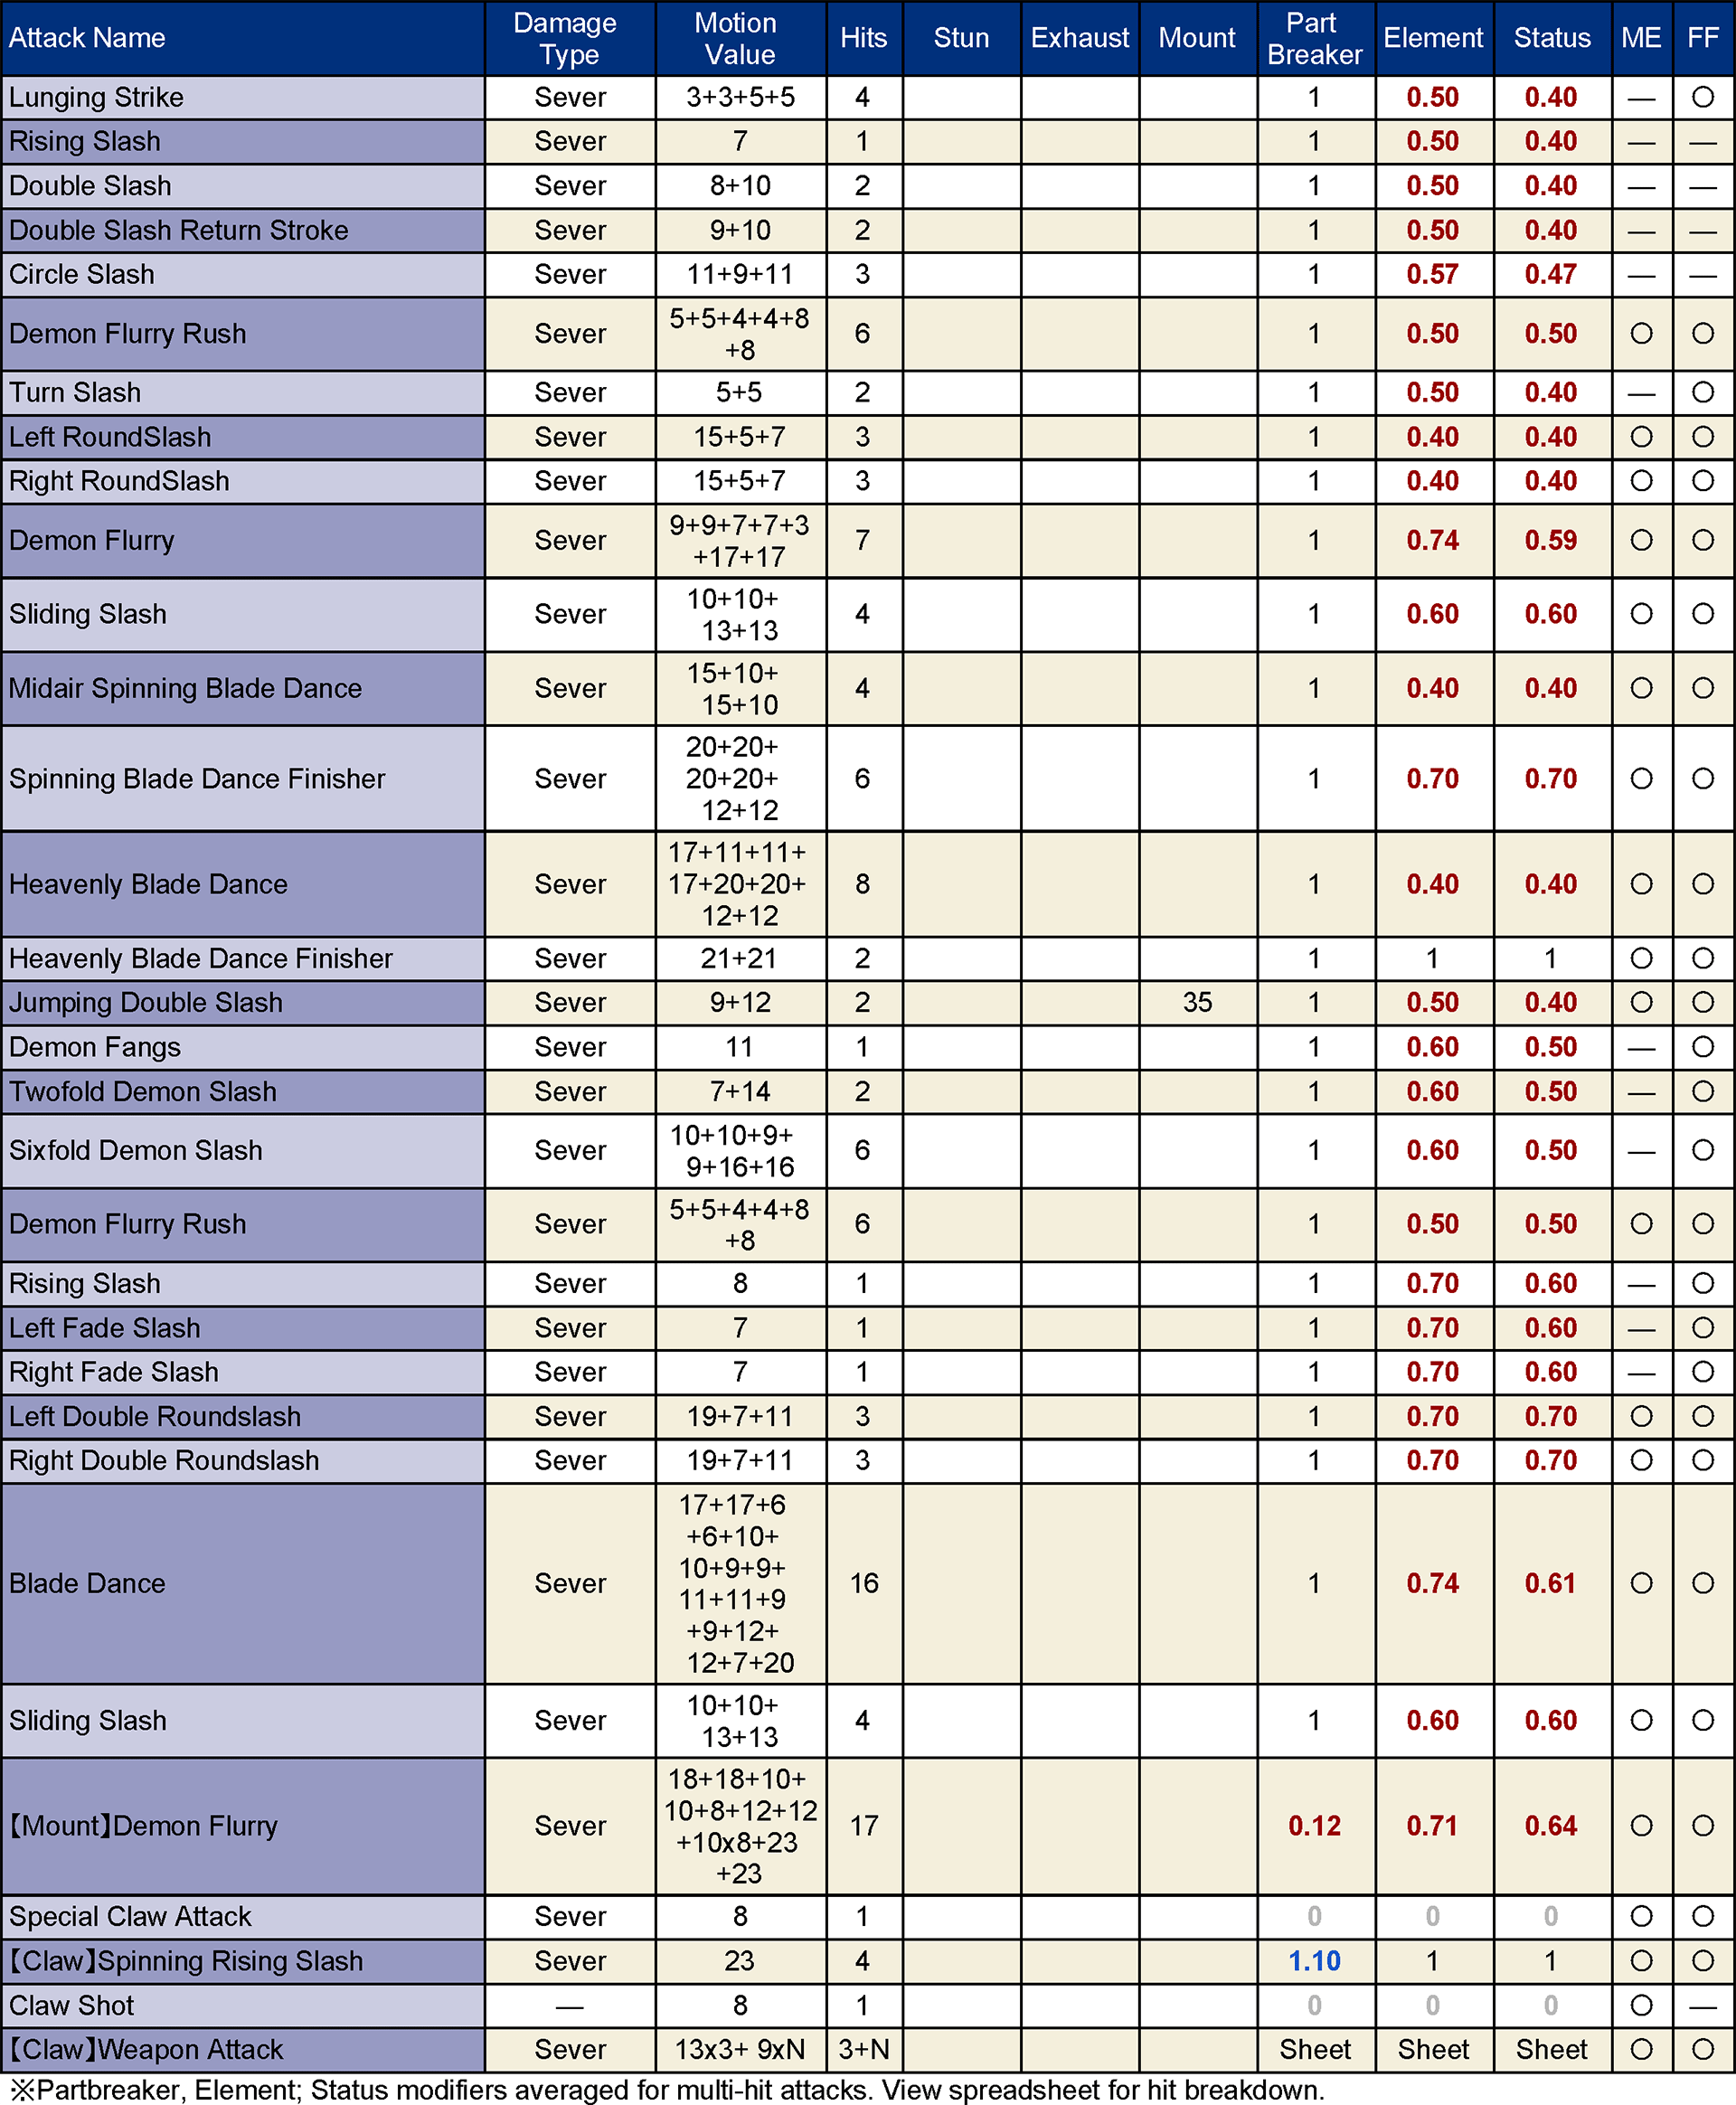 Attack Name Damage Type Motion Value Hits Stun Exhaust Mount Part Breaker Element Status ME FF
Lunging Strike Sever 3+3+5+5 4 1 0.50 0.40 — ○
Rising Slash Sever 7 1 1 0.50 0.40 — —
Double Slash Sever 8+10 2 1 0.50 0.40 — —
Double Slash Return Stroke Sever 9+10 2 1 0.50 0.40 — —
Circle Slash Sever 11+9+11 3 1 0.57 0.47 — —
Demon Flurry Rush Sever 5+5+4+4+8 +8 6 1 0.50 0.50 ○ ○
Turn Slash Sever 5+5 2 1 0.50 0.40 — ○
Left RoundSlash Sever 15+5+7 3 1 0.40 0.40 ○ ○
Right RoundSlash Sever 15+5+7 3 1 0.40 0.40 ○ ○
Demon Flurry Sever 9+9+7+7+3 +17+17 7 1 0.74 0.59 ○ ○
Sliding Slash Sever 10+10+ 13+13 4 1 0.60 0.60 ○ ○
Midair Spinning Blade Dance Sever 15+10+ 15+10 4 1 0.40 0.40 ○ ○
Spinning Blade Dance Finisher Sever 20+20+ 20+20+ 12+12 6 1 0.70 0.70 ○ ○
Heavenly Blade Dance Sever 17+11+11+ 17+20+20+ 12+12 8 1 0.40 0.40 ○ ○
Heavenly Blade Dance Finisher Sever 21+21 2 1 1 1 ○ ○
Jumping Double Slash Sever 9+12 2 35 1 0.50 0.40 ○ ○
Demon Fangs Sever 11 1 1 0.60 0.50 — ○
Twofold Demon Slash Sever 7+14 2 1 0.60 0.50 — ○
Sixfold Demon Slash Sever 10+10+9+ 9+16+16 6 1 0.60 0.50 — ○
Demon Flurry Rush Sever 5+5+4+4+8 +8 6 1 0.50 0.50 ○ ○
Rising Slash Sever 8 1 1 0.70 0.60 — ○
Left Fade Slash Sever 7 1 1 0.70 0.60 — ○
Right Fade Slash Sever 7 1 1 0.70 0.60 — ○
Left Double Roundslash Sever 19+7+11 3 1 0.70 0.70 ○ ○
Right Double Roundslash Sever 19+7+11 3 1 0.70 0.70 ○ ○
Blade Dance Sever 17+17+6 +6+10+ 10+9+9+ 11+11+9 +9+12+ 12+7+20 16 1 0.74 0.61 ○ ○
Sliding Slash Sever 10+10+ 13+13 4 1 0.60 0.60 ○ ○
【Mount】Demon Flurry Sever 18+18+10+ 10+8+12+12 +10x8+23 +23 17 0.12 0.71 0.64 ○ ○
Special Claw Attack Sever 8 1 0 0 0 ○ ○
【Claw】Spinning Rising Slash Sever 23 4 1.10 1 1 ○ ○
Claw Shot — 8 1 0 0 0 ○ —
【Claw】Weapon Attack Sever 13x3+ 9xN 3+N Sheet Sheet Sheet ○ ○
※Partbreaker, Element; Status modifiers averaged for multi-hit attacks. View spreadsheet for hit breakdown.